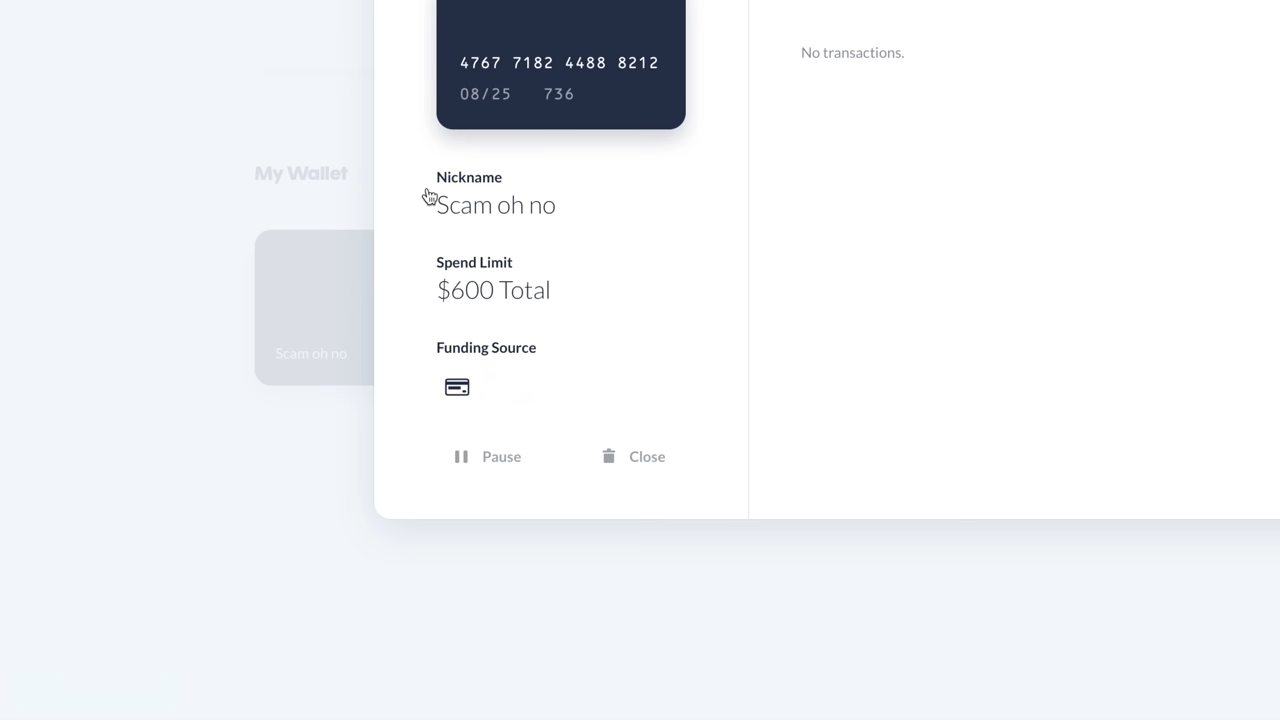 4767 7182 4488 8212
08/25 736
No transactions.
My Wallet
Scam oh no
Nickname
Scam oh no
Spend Limit
$600 Total
Funding Source
Pause
Close